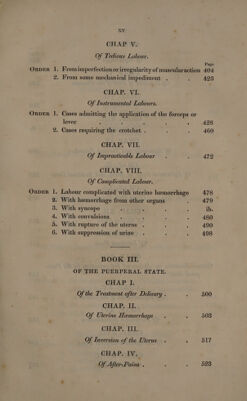 XV
CHAP V.
Of Tedious Labour.
Page
ORDER 1. From imperfection or irregularity of muscular action 404
2. From some mechanical impediment . . 423
CHAP. VI.
Of Instrumental Labours.
ORDER 1. Cases admitting the application of the forceps or
lever . . . . . 428
2. Cases requiring the crotchet . . . 460
CHAP. VII.
Of Impracticable Labour . . 472
CHAP. VIII.
Of Complicated Labour.
ORDER 1. Labour complicated with uterine hæmorrhage 478
2. With hæmorrhage from other organs 479
3. With syncope . . . . ib.
4. With convulsions . . . . 480
5. With rupture of the uterus . . . 490
6. With suppression of urine . . . 498
BOOK III.
OF THE PUERPERAL STATE.
CHAP I.
Of the Treatment after Delivery . . 500
CHAP. II.
Of Uterine Hæmorrhage . . 503
CHAP. III.
Of Inversion of the Uterus . . 517
CHAP. IV.
Of After-Pains . . . 523